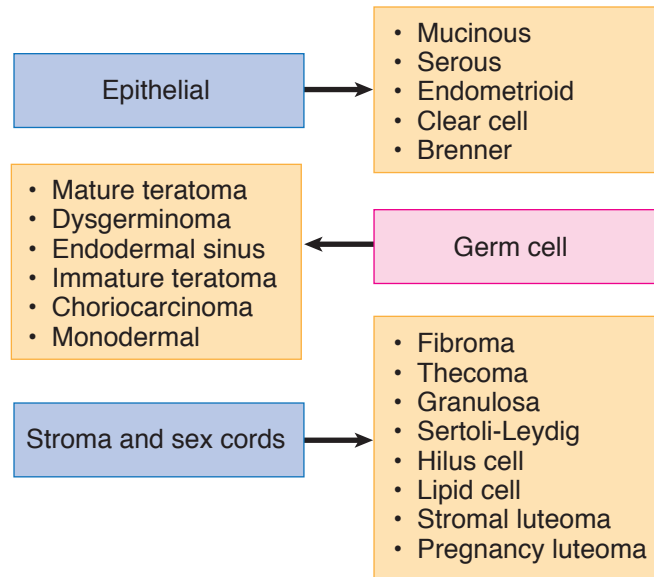 Epithelial
• Mucinous
• Serous
• Endometrioid
• Clear cell
• Brenner
Germ cell
• Mature teratoma
• Dysgerminoma
• Endodermal sinus
• Immature teratoma
• Choriocarcinoma
• Monodermal
Stroma and sex cords
• Fibroma
• Thecoma
• Granulosa
• Sertoli-Leydig
• Hilus cell
• Lipid cell
• Stromal luteoma
• Pregnancy luteoma